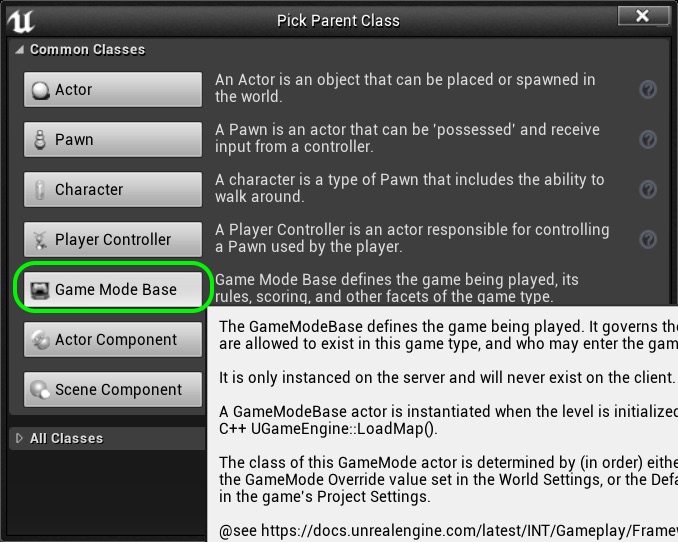 Pick Parent Class
Common Classes
Actor
An Actor is an object that can be placed or spawned in
the world.
Pawn
A Pawn is an actor that can be 'possessed' and receive
input from a controller.
Character
A character is a type of Pawn that includes the ability to
walk around.
Player Controller
A Player Controller is an actor responsible for controlling
a Pawn used by the player.
Game Mode Base
Game Mode Base defines the game being played, its
rules, scoring, and other facets of the game type.
Actor Component
Scene Component
All Classes
The GameModeBase defines the game being played. It governs the
are allowed to exist in this game type, and who may enter the gam
It is only instanced on the server and will never exist on the client.
A GameModeBase actor is instantiated when the level is initialized
C++ UGameEngine::LoadMap().
The class of this GameMode actor is determined by (in order) eithe
the GameMode Override value set in the World Settings, or the Defa
in the game's Project Settings.
@see https://docs.unrealengine.com/latest/INT/Gameplay/Framew